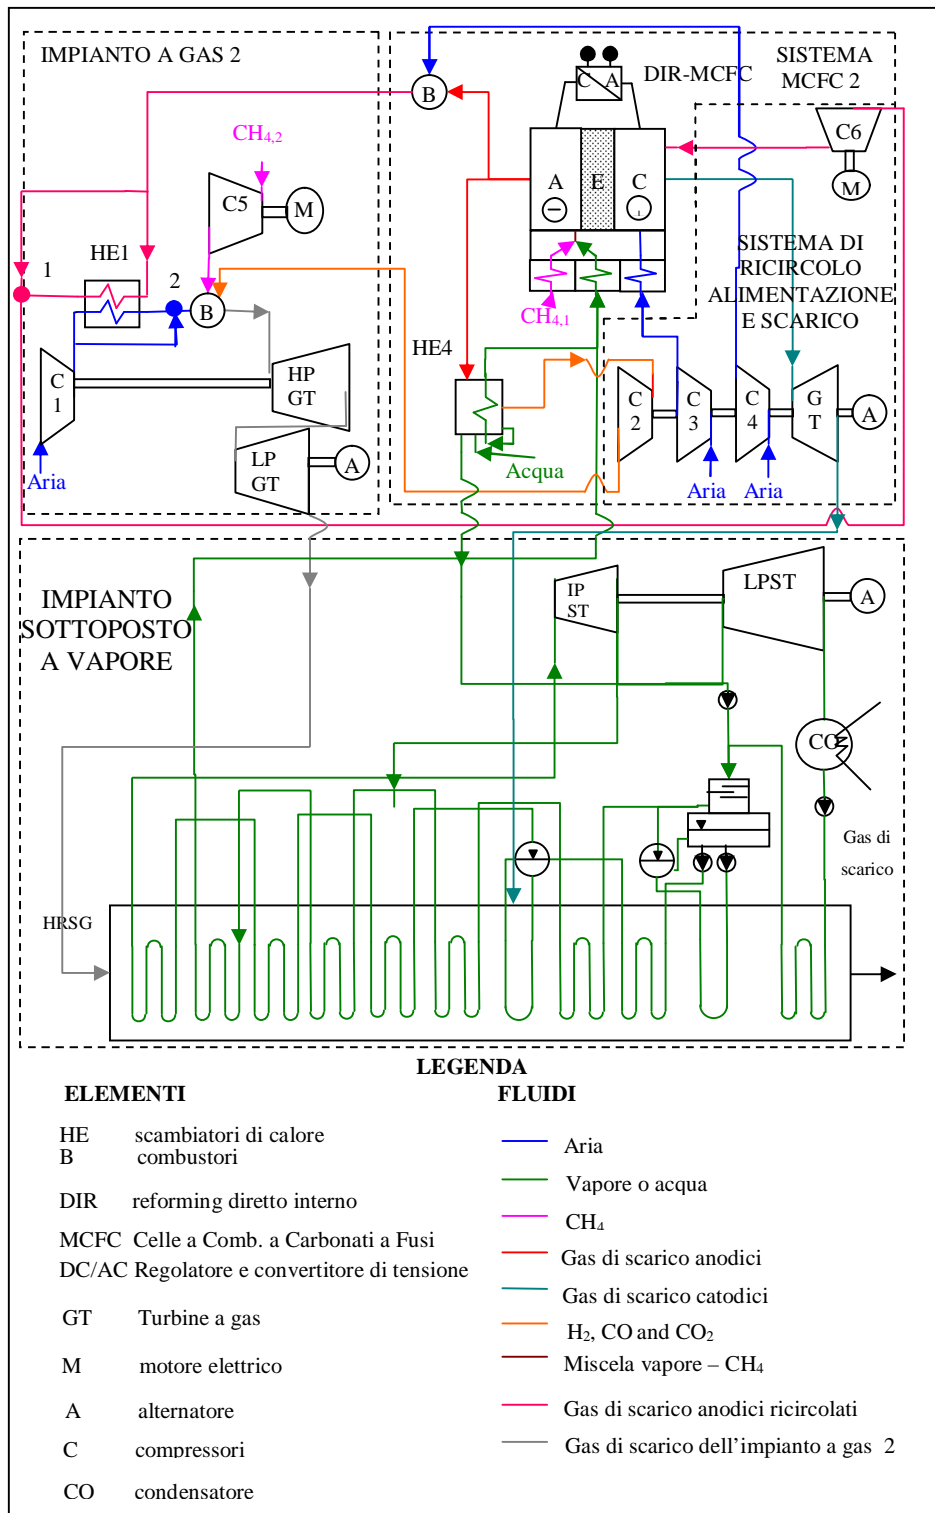 IMPIANTO A GAS 2
SISTEMA
MCFC 2
DIR-MCFC
C A
B
C6
M
CH4,2
C5
M
A
E
C
HE1
1
2
B
SISTEMA DI
RICIRCOLO
ALIMENTAZIONE
E SCARICO
CH4,1
HE4
C
1
HP
GT
C
2
C
3
C
4
G
T
A
LP
GT
A
Aria
Acqua
Aria
Aria
IMPIANTO
SOTTOPOSTO
A VAPORE
IP
ST
LPST
A
CO
Gas di
scarico
HRSG
LEGENDA
ELEMENTI
FLUIDI
HE scambiatori di calore
B combustori
DIR reforming diretto interno
MCFC Celle a Comb. a Carbonati a Fusi
DC/AC Regolatore e convertitore di tensione
GT Turbine a gas
M motore elettrico
A alternatore
C compressori
CO condensatore
Aria
Vapore o acqua
CH4
Gas di scarico anodici
Gas di scarico catodici
H2, CO and CO2
Miscela vapore – CH4
Gas di scarico anodici ricircolati
Gas di scarico dell'impianto a gas 2